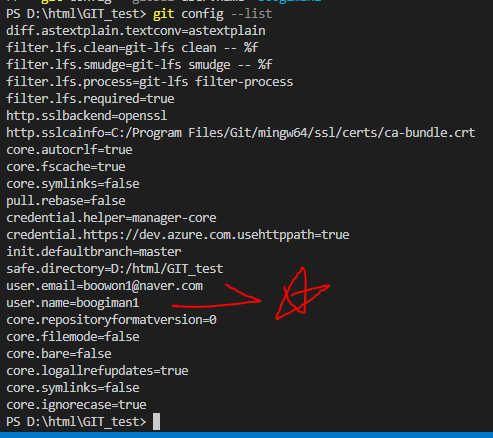 PS D:\html\GIT_test> git config --list
diff.astextplain.textconv=astextplain
filter.lfs.clean=git-lfs clean -- %f
filter.lfs.smudge=git-lfs smudge -- %f
filter.lfs.process=git-lfs filter-process
filter.lfs.required=true
http.sslbackend=openssl
http.sslcainfo=C:/Program Files/Git/mingw64/ssl/certs/ca-bundle.crt
core.autocrlf=true
core.fscache=true
core.symlinks=false
pull.rebase=false
credential.helper=manager-core
credential.https://dev.azure.com.usehttppath=true
init.defaultbranch=master
safe.directory=D:/html/GIT_test
user.email=boowon1@naver.com
user.name=boogiman1
core.repositoryformatversion=0
core.filemode=false
core.bare=false
core.logallrefupdates=true
core.symlinks=false
core.ignorecase=true
PS D:\html\GIT_test>